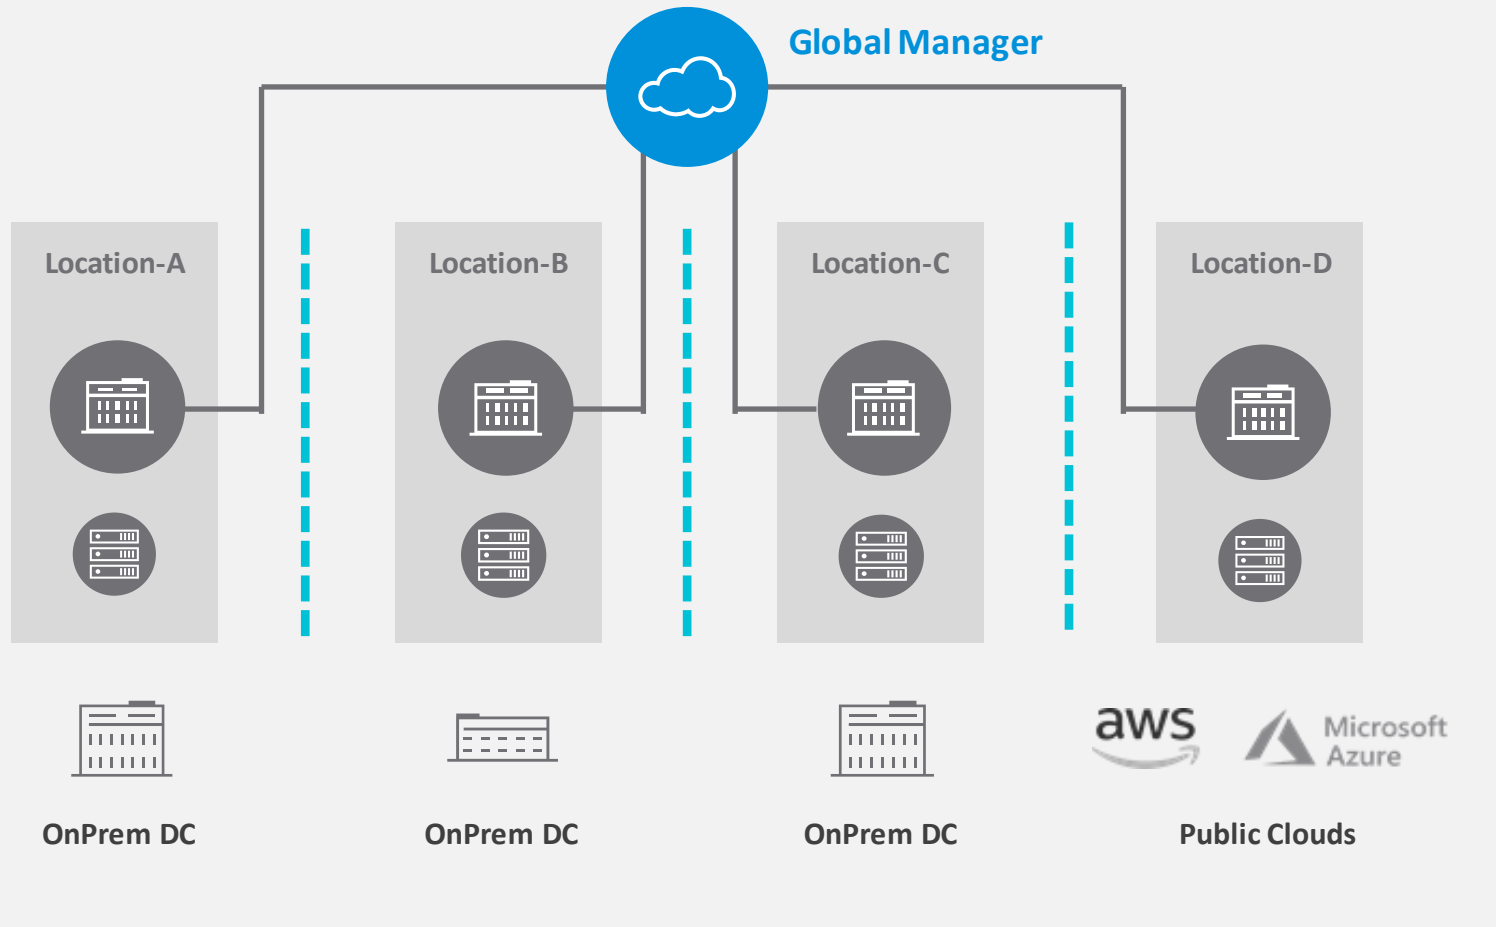 Global Manager
Location-A
Location-B
Location-C
Location-D
aws
Microsoft
Azure
OnPrem DC
OnPrem DC
OnPrem DC
Public Clouds